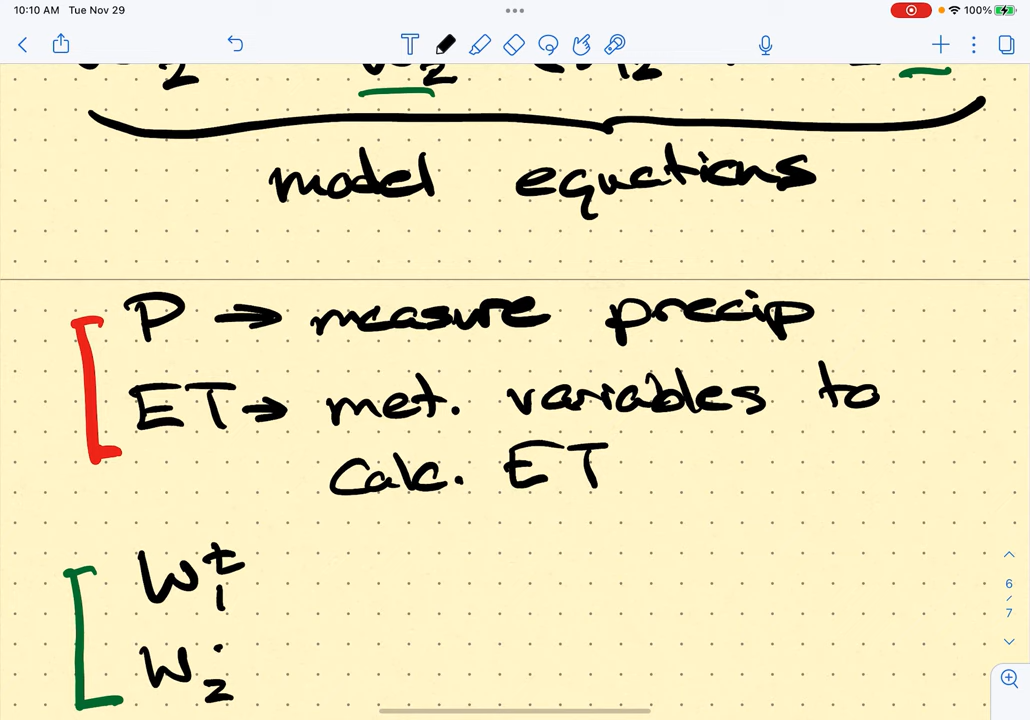 10:10 AM Tue Nov 29
100%
model equations
P → measure precip
ET → met. variables to
calc. ET
W₁ᵗ
W₂
6
/
7